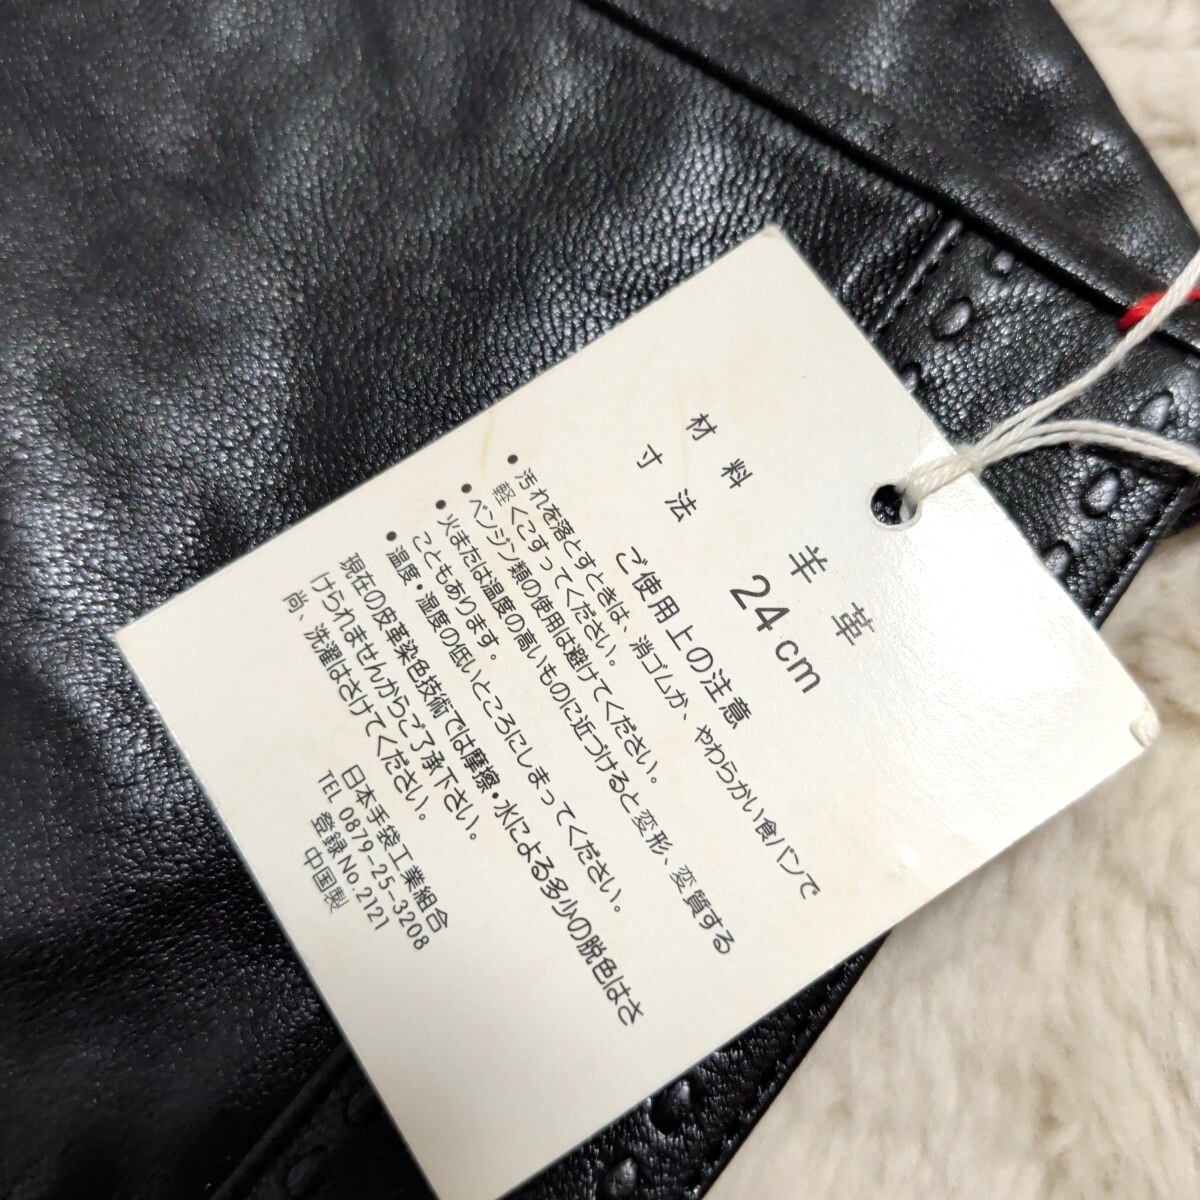 材料 羊革
寸法 24cm
ご使用上の注意
• 汚れを落とすときは、消ゴムか、やわらかい食パンで
軽くこすってください。
• ベンジン類の使用は避けてください。
• 火または温度の高いものに近づけると変形、変質する
こともあります。
• 温度・湿度の低いところにしまってください。
現在の皮革染色技術では摩擦・水による多少の脱色はさ
けられませんからご了承下さい。
尚、洗濯はさけてください。
日本手袋工業組合
TEL 0879-25-3208
登録No.2121
中国製